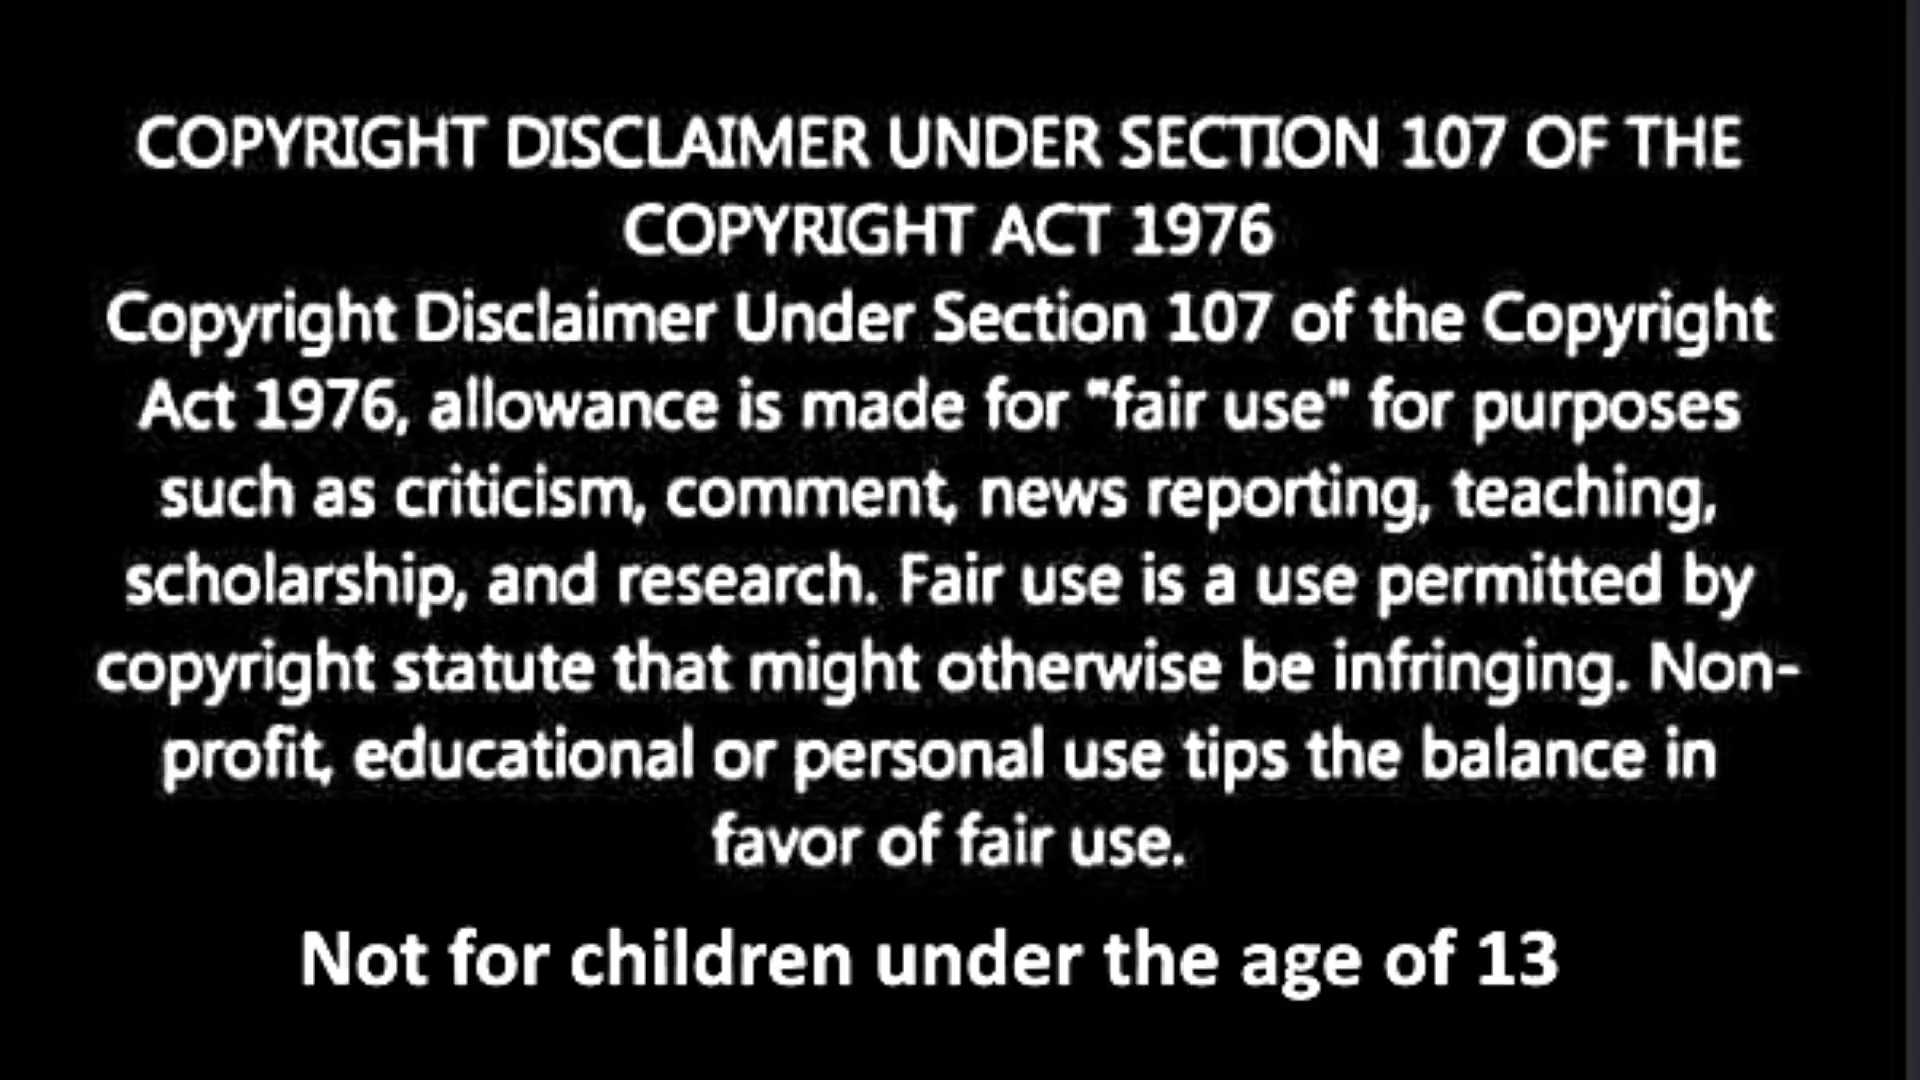 COPYRIGHT DISCLAIMER UNDER SECTION 107 OF THE
COPYRIGHT ACT 1976
Copyright Disclaimer Under Section 107 of the Copyright
Act 1976, allowance is made for "fair use" for purposes
such as criticism, comment, news reporting, teaching,
scholarship, and research. Fair use is a use permitted by
copyright statute that might otherwise be infringing. Non-
profit, educational or personal use tips the balance in
favor of fair use.
Not for children under the age of 13